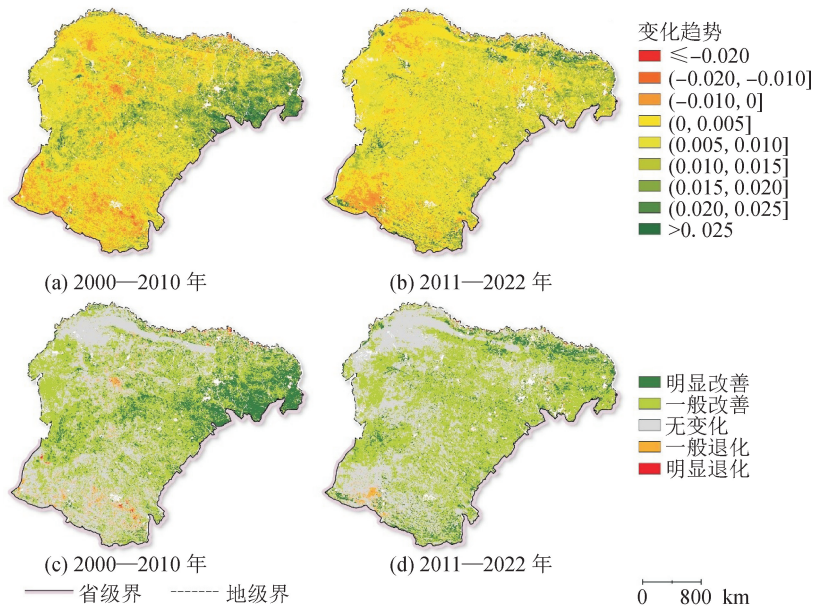 变化趋势
≤-0.020
(-0.020, -0.010]
(-0.010, 0]
(0, 0.005]
(0.005, 0.010]
(0.010, 0.015]
(0.015, 0.020]
(0.020, 0.025]
>0.025
(a) 2000—2010 年
(b) 2011—2022 年
明显改善
一般改善
无变化
一般退化
明显退化
(c) 2000—2010 年
(d) 2011—2022 年
省级界 地级界
0 800 km